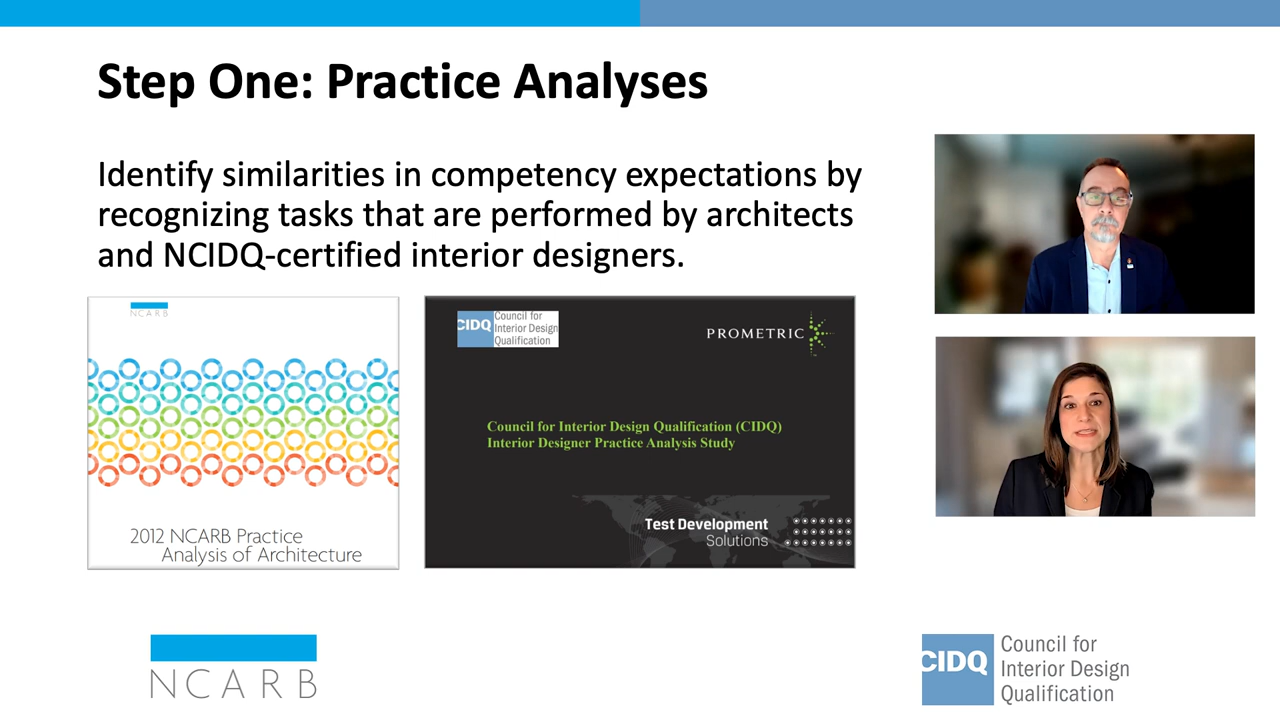 Step One: Practice Analyses
Identify similarities in competency expectations by
recognizing tasks that are performed by architects
and NCIDQ-certified interior designers.
NCARB
2012 NCARB Practice
Analysis of Architecture
CIDQ
Council for
Interior Design
Qualification
PROMETRIC
Council for Interior Design Qualification (CIDQ)
Interior Designer Practice Analysis Study
Test Development
Solutions
NCARB
CIDQ
Council for
Interior Design
Qualification